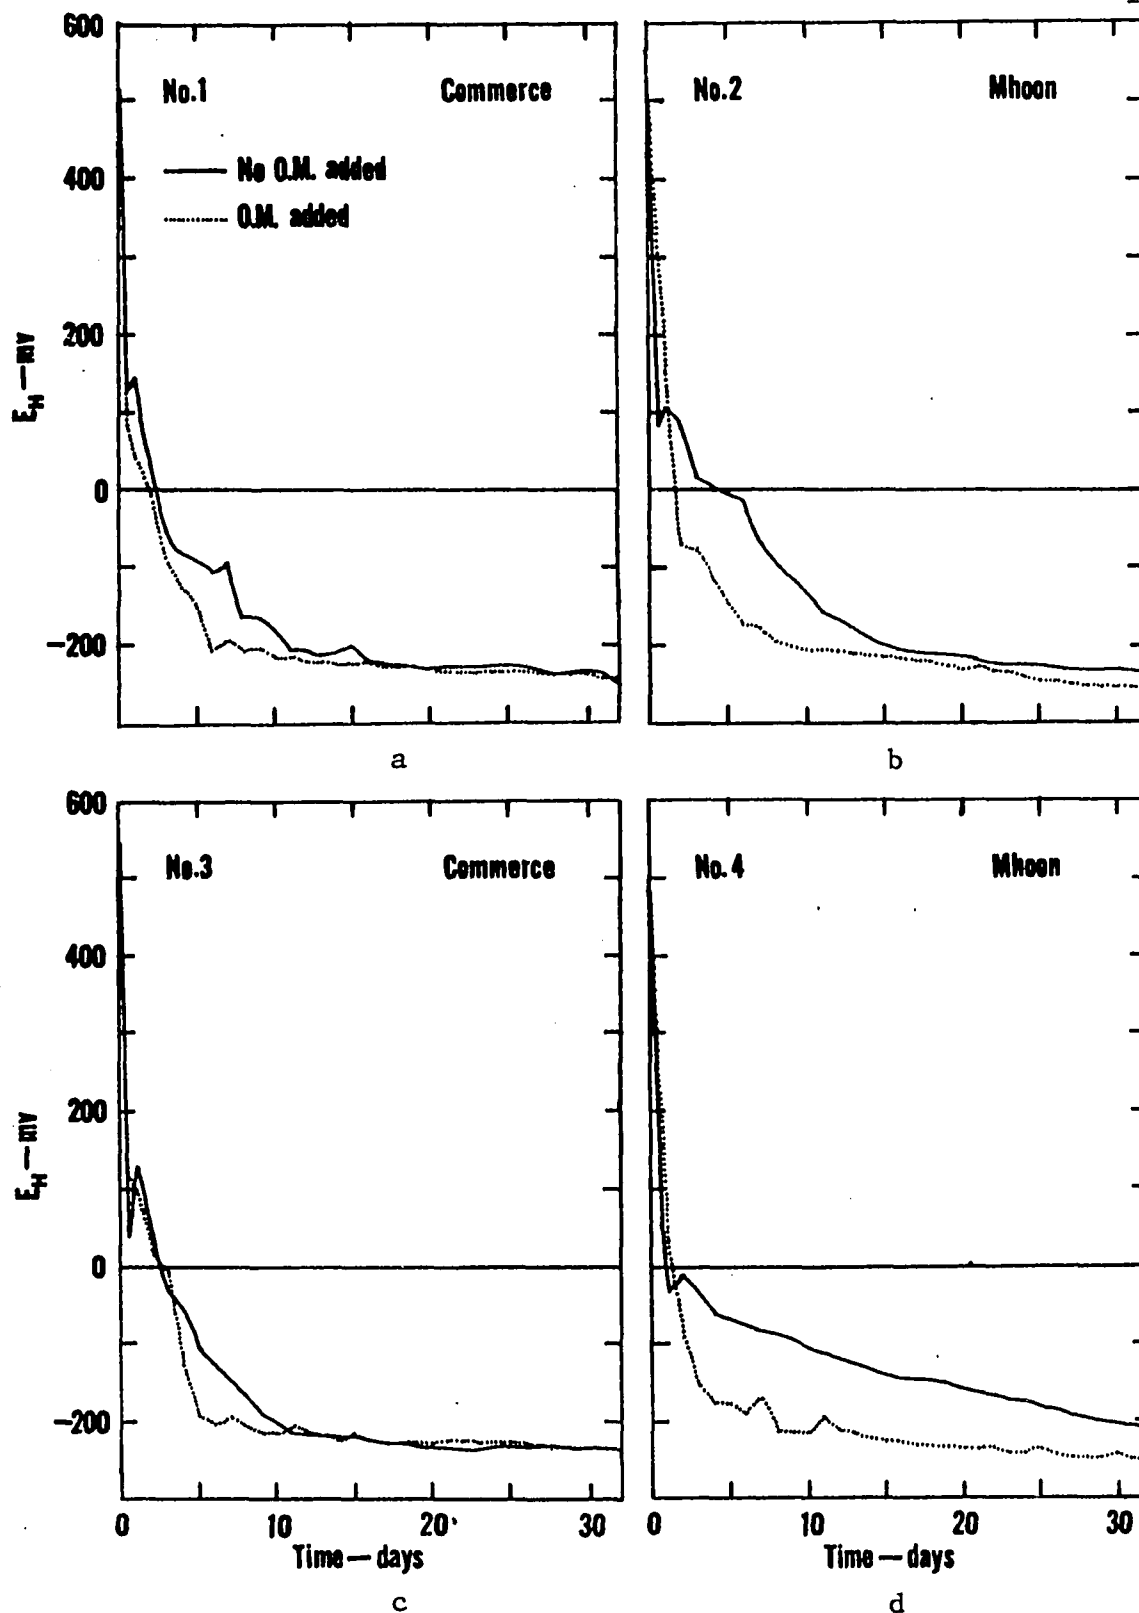 600
No.1 Commerce
No.2 Mhoon
No O.M. added
O.M. added
400
200
0
−200
E_H — mv
a
b
600
No.3 Commerce
No.4 Mhoon
400
200
0
−200
E_H — mv
0 10 20 30
0 10 20 30
Time — days
Time — days
c
d